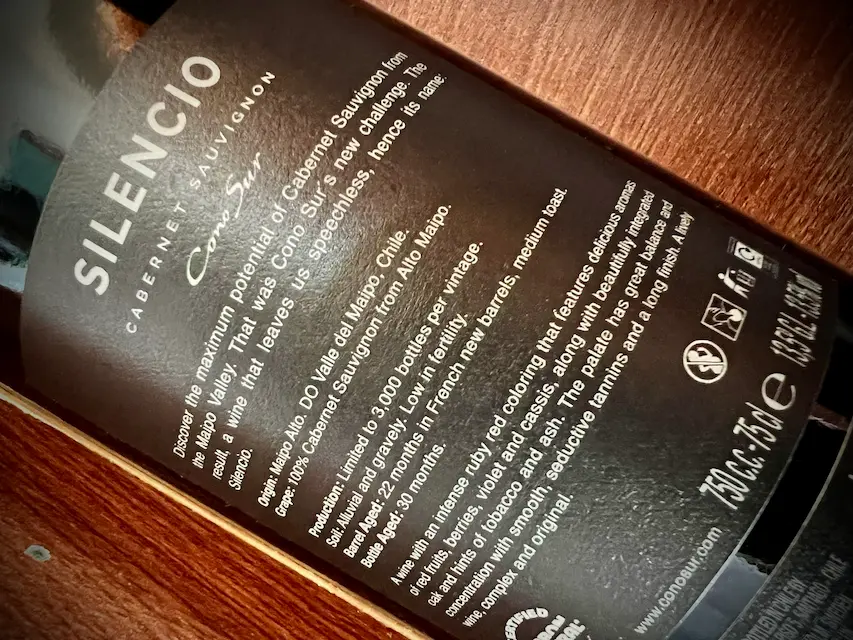 SILENCIO
CABERNET SAUVIGNON
Cono Sur
Discover the maximum potential of Cabernet Sauvignon from
the Maipo Valley. That was Cono Sur's new challenge. The
result, a wine that leaves us speechless, hence its name:
Silencio.
Origin: Maipo Alto. DO Valle del Maipo, Chile.
Grape: 100% Cabernet Sauvignon from Alto Maipo.
Production: Limited to 3,000 bottles per vintage.
Soil: Alluvial and gravely. Low in fertility.
Barrel Aged: 22 months in French new barrels, medium toast.
Bottle Aged: 30 months.
A wine with an intense ruby red coloring that features delicious aromas
of red fruits, berries, violet and cassis, along with beautifully integrated
oak and hints of tobacco and ash. The palate has great balance and
concentration with smooth, seductive tannins and a long finish. A lively
wine, complex and original.
750 c.c.-75 cl e
www.conosur.com